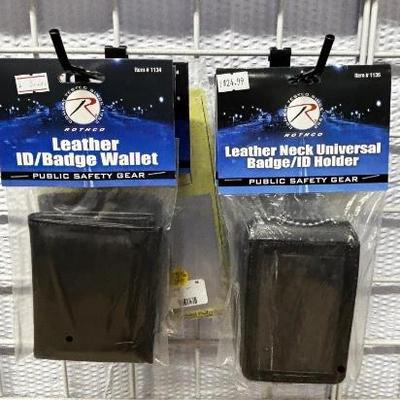 Item # 1134
R
ROTHCO
Leather
ID/Badge Wallet
PUBLIC SAFETY GEAR
$24.99
Item # 1136
R
ROTHCO
Leather Neck Universal
Badge/ID Holder
PUBLIC SAFETY GEAR